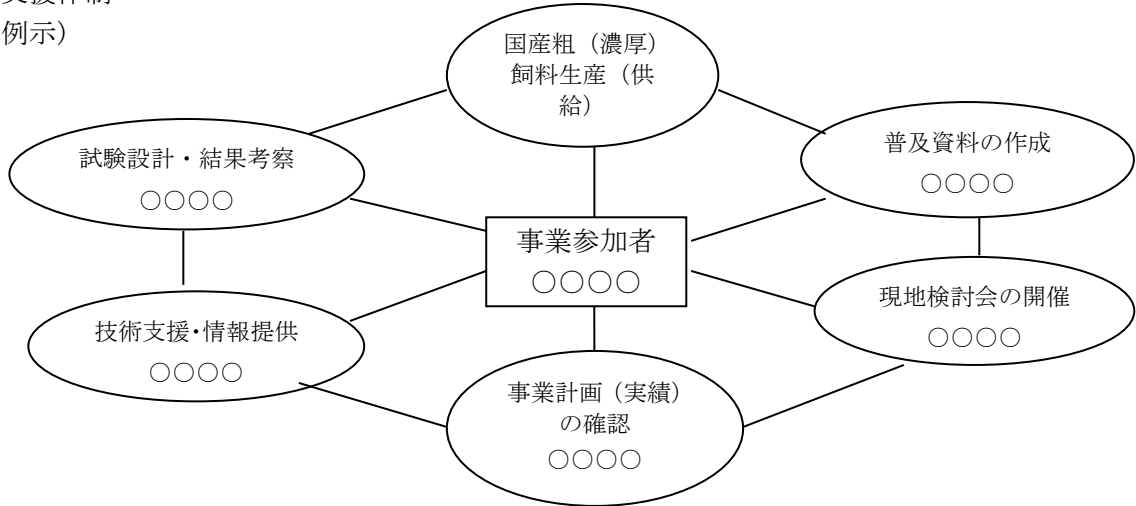 支援体制
例示）
国産粗（濃厚）
飼料生産（供
給）
試験設計・結果考察
○○○○
普及資料の作成
○○○○
事業参加者
○○○○
技術支援・情報提供
○○○○
現地検討会の開催
○○○○
事業計画（実績）
の確認
○○○○